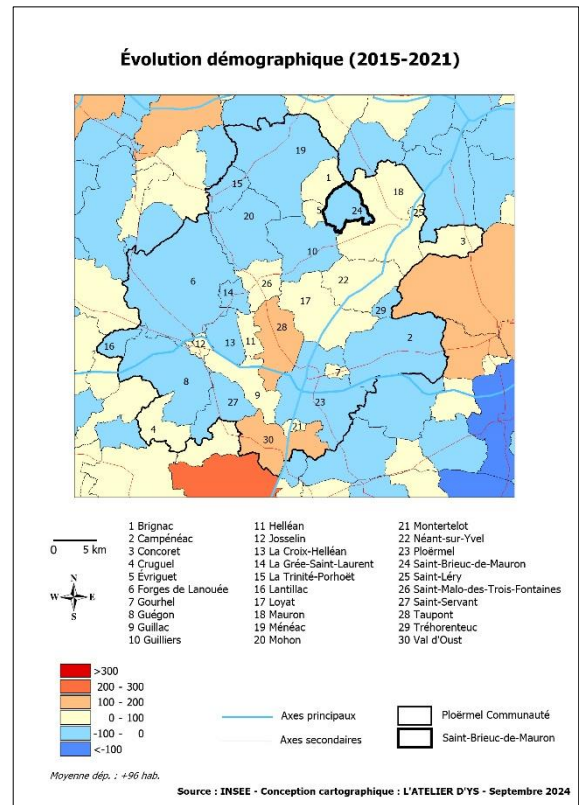 Évolution démographique (2015-2021)
19
1
15
18
5
24
25
20
3
10
22
6
26
14
17
29
28
2
12
13
11
16
7
8
9
27
23
4
21
30
0 5 km
N
W E
S
1 Brignac
2 Campénéac
3 Concoret
4 Cruguel
5 Évriguet
6 Forges de Lanouée
7 Gourhel
8 Guégon
9 Guillac
10 Guilliers
11 Helléan
12 Josselin
13 La Croix-Helléan
14 La Grée-Saint-Laurent
15 La Trinité-Porhoët
16 Lantillac
17 Loyat
18 Mauron
19 Ménéac
20 Mohon
21 Montertelot
22 Néant-sur-Yvel
23 Ploërmel
24 Saint-Brieuc-de-Mauron
25 Saint-Léry
26 Saint-Malo-des-Trois-Fontaines
27 Saint-Servant
28 Taupont
29 Tréhorenteuc
30 Val d'Oust
>300
200 - 300
100 - 200
0 - 100
-100 - 0
<-100
Axes principaux
Axes secondaires
Ploërmel Communauté
Saint-Brieuc-de-Mauron
Moyenne dép. : +96 hab.
Source : INSEE - Conception cartographique : L'ATELIER D'YS - Septembre 2024